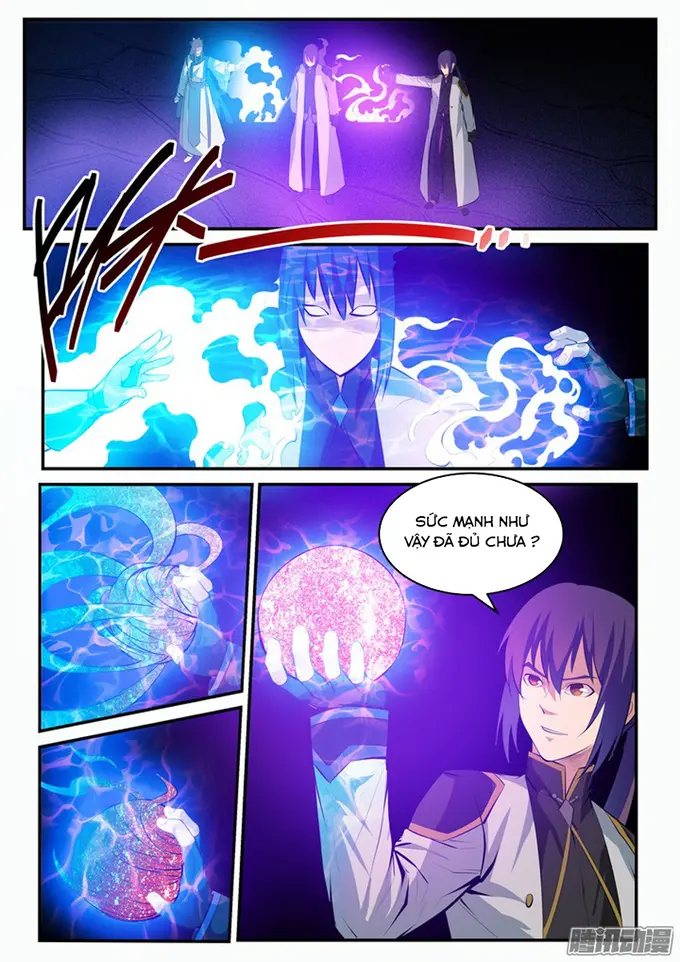 SỨC MẠNH NHƯ
VẬY ĐÃ ĐỦ CHƯA ?
腾讯动漫